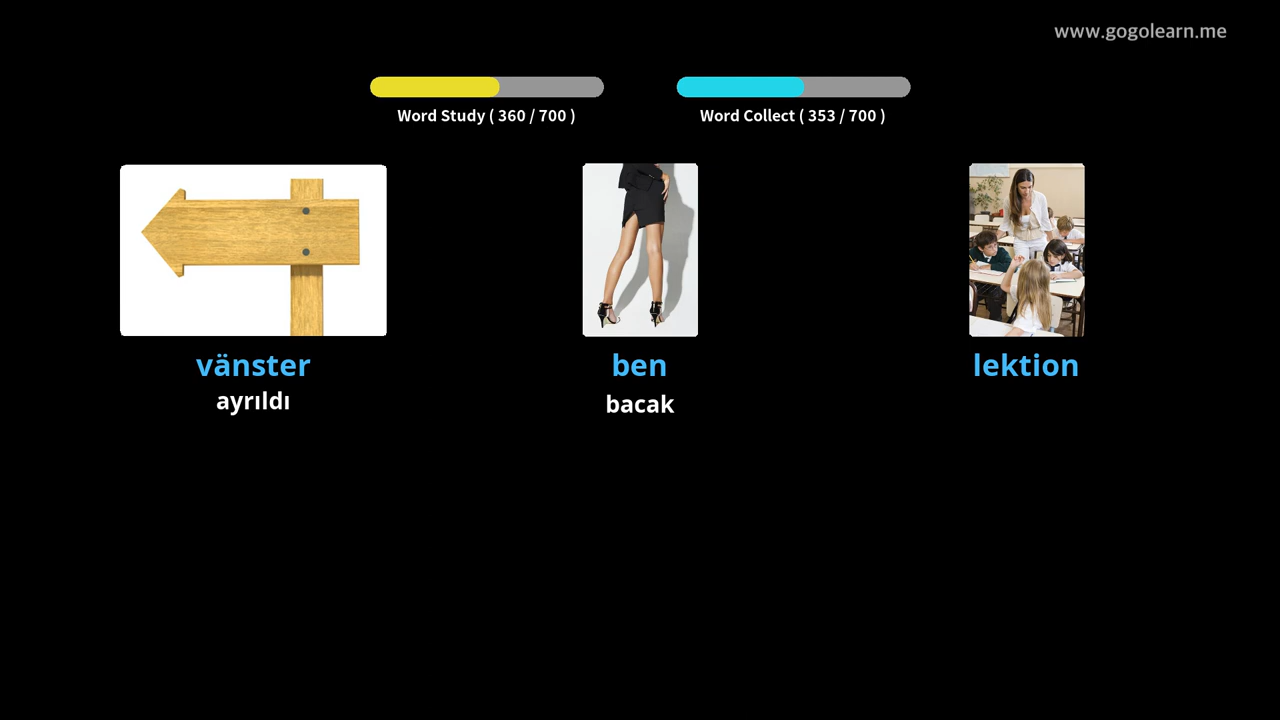 www.gogolearn.me
Word Study ( 360 / 700 )
Word Collect ( 353 / 700 )
vänster
ben
lektion
ayrıldı
bacak